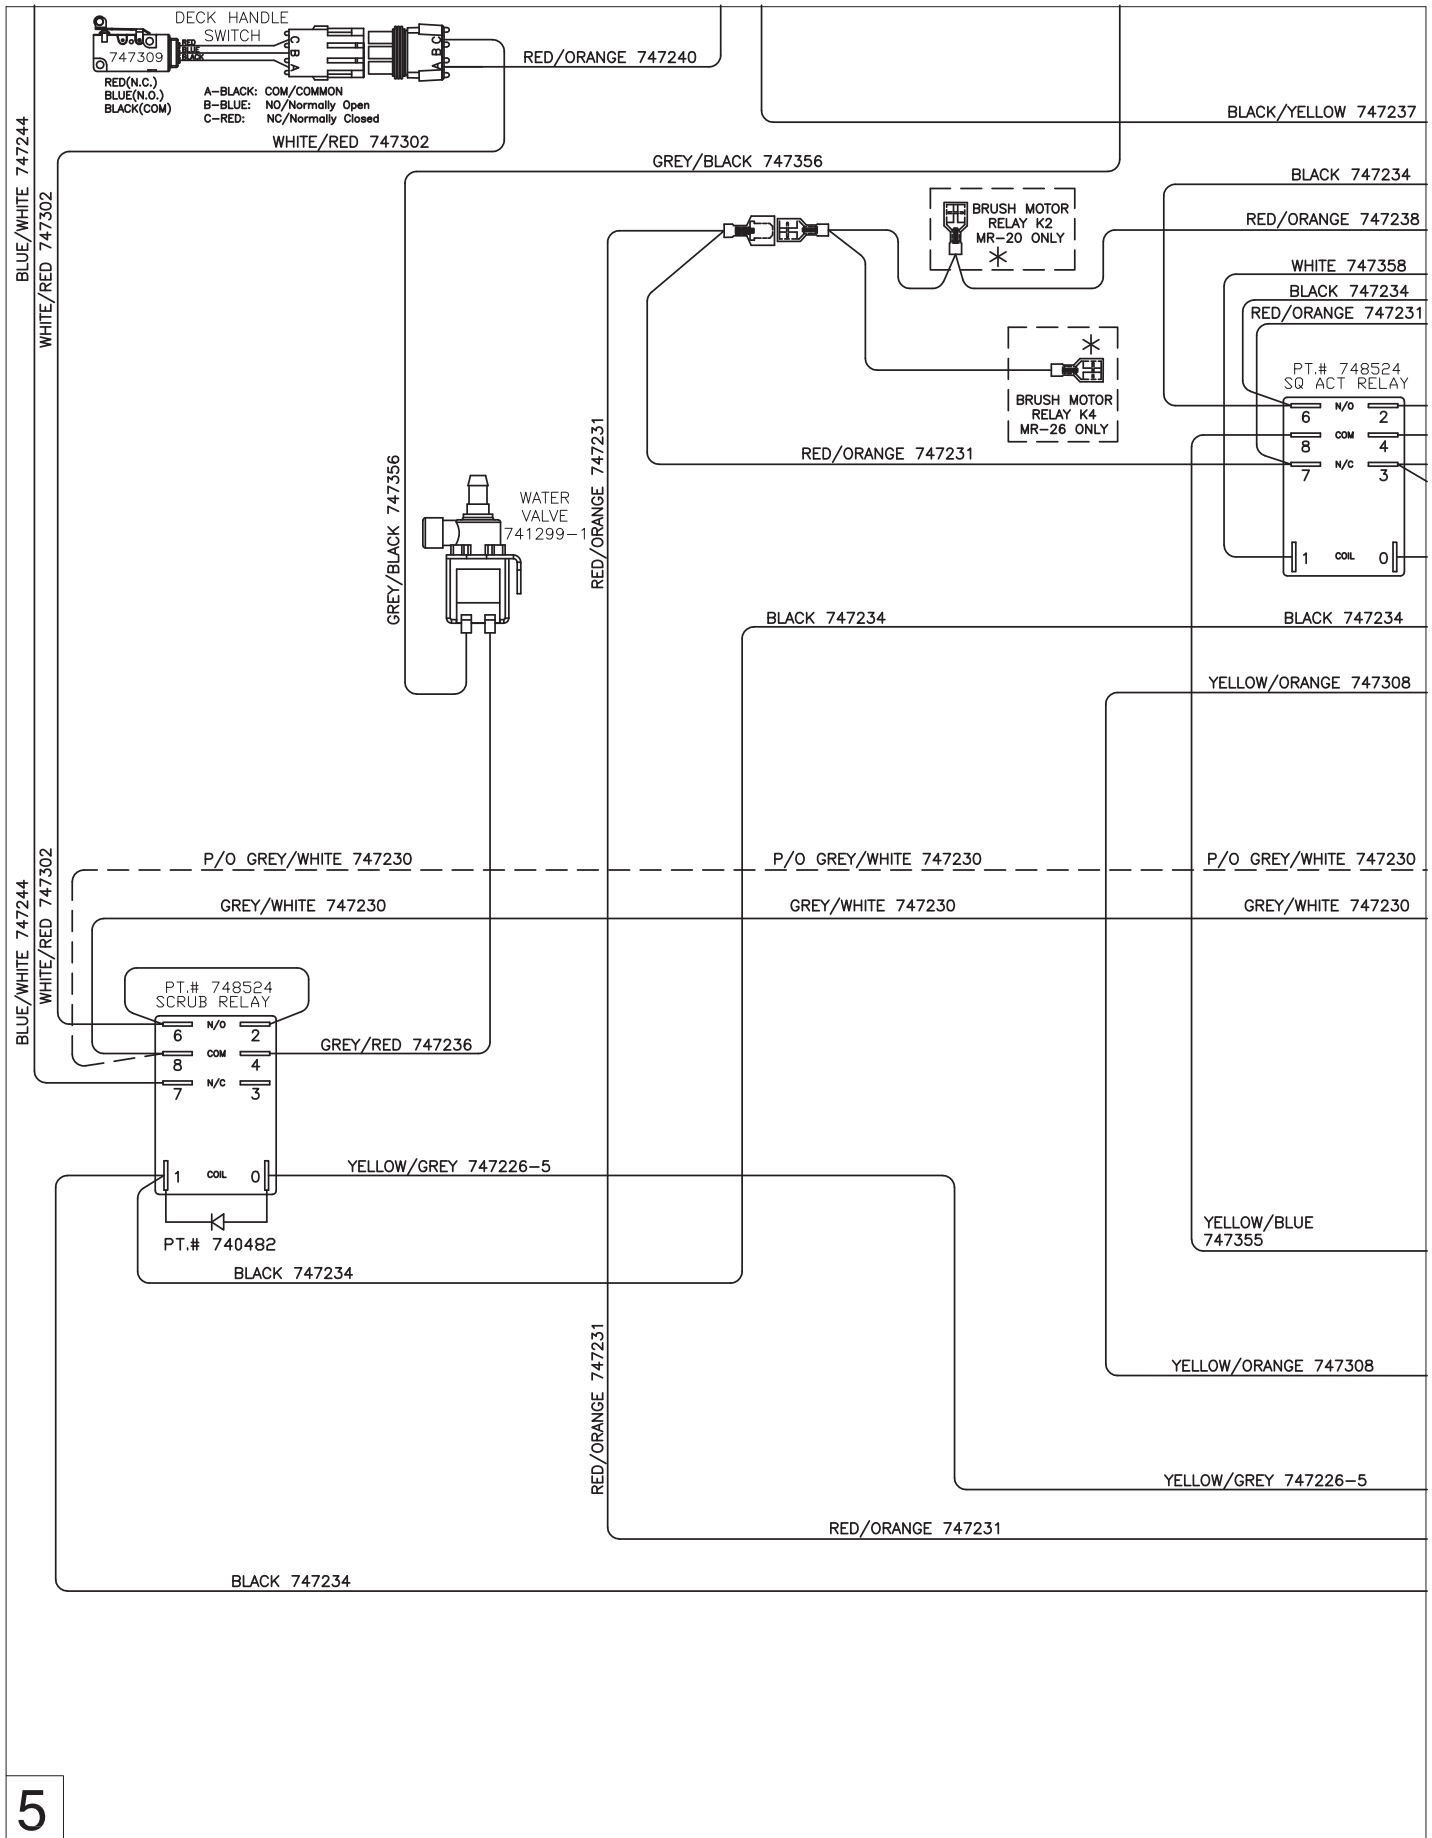 DECK HANDLE
SWITCH
747309
RED
BLUE
BLACK
C
B
A
C
B
A
RED(N.C.)
BLUE(N.O.)
BLACK(COM)
A-BLACK: COM/COMMON
B-BLUE: NO/Normally Open
C-RED: NC/Normally Closed
RED/ORANGE 747240
WHITE/RED 747302
BLACK/YELLOW 747237
GREY/BLACK 747356
BLACK 747234
BLUE/WHITE 747244
WHITE/RED 747302
BRUSH MOTOR
RELAY K2
MR-20 ONLY
RED/ORANGE 747238
WHITE 747358
BLACK 747234
RED/ORANGE 747231
BRUSH MOTOR
RELAY K4
MR-26 ONLY
PT.# 748524
SQ ACT RELAY
6 N/O 2
8 COM 4
7 N/C 3
1 COIL 0
RED/ORANGE 747231
RED/ORANGE 747231
GREY/BLACK 747356
WATER
VALVE
741299-1
BLACK 747234
BLACK 747234
YELLOW/ORANGE 747308
P/O GREY/WHITE 747230
P/O GREY/WHITE 747230
P/O GREY/WHITE 747230
GREY/WHITE 747230
GREY/WHITE 747230
GREY/WHITE 747230
BLUE/WHITE 747244
WHITE/RED 747302
PT.# 748524
SCRUB RELAY
6 N/O 2
8 COM 4
7 N/C 3
1 COIL 0
GREY/RED 747236
YELLOW/GREY 747226-5
PT.# 740482
BLACK 747234
YELLOW/BLUE
747355
RED/ORANGE 747231
YELLOW/ORANGE 747308
YELLOW/GREY 747226-5
RED/ORANGE 747231
BLACK 747234
5